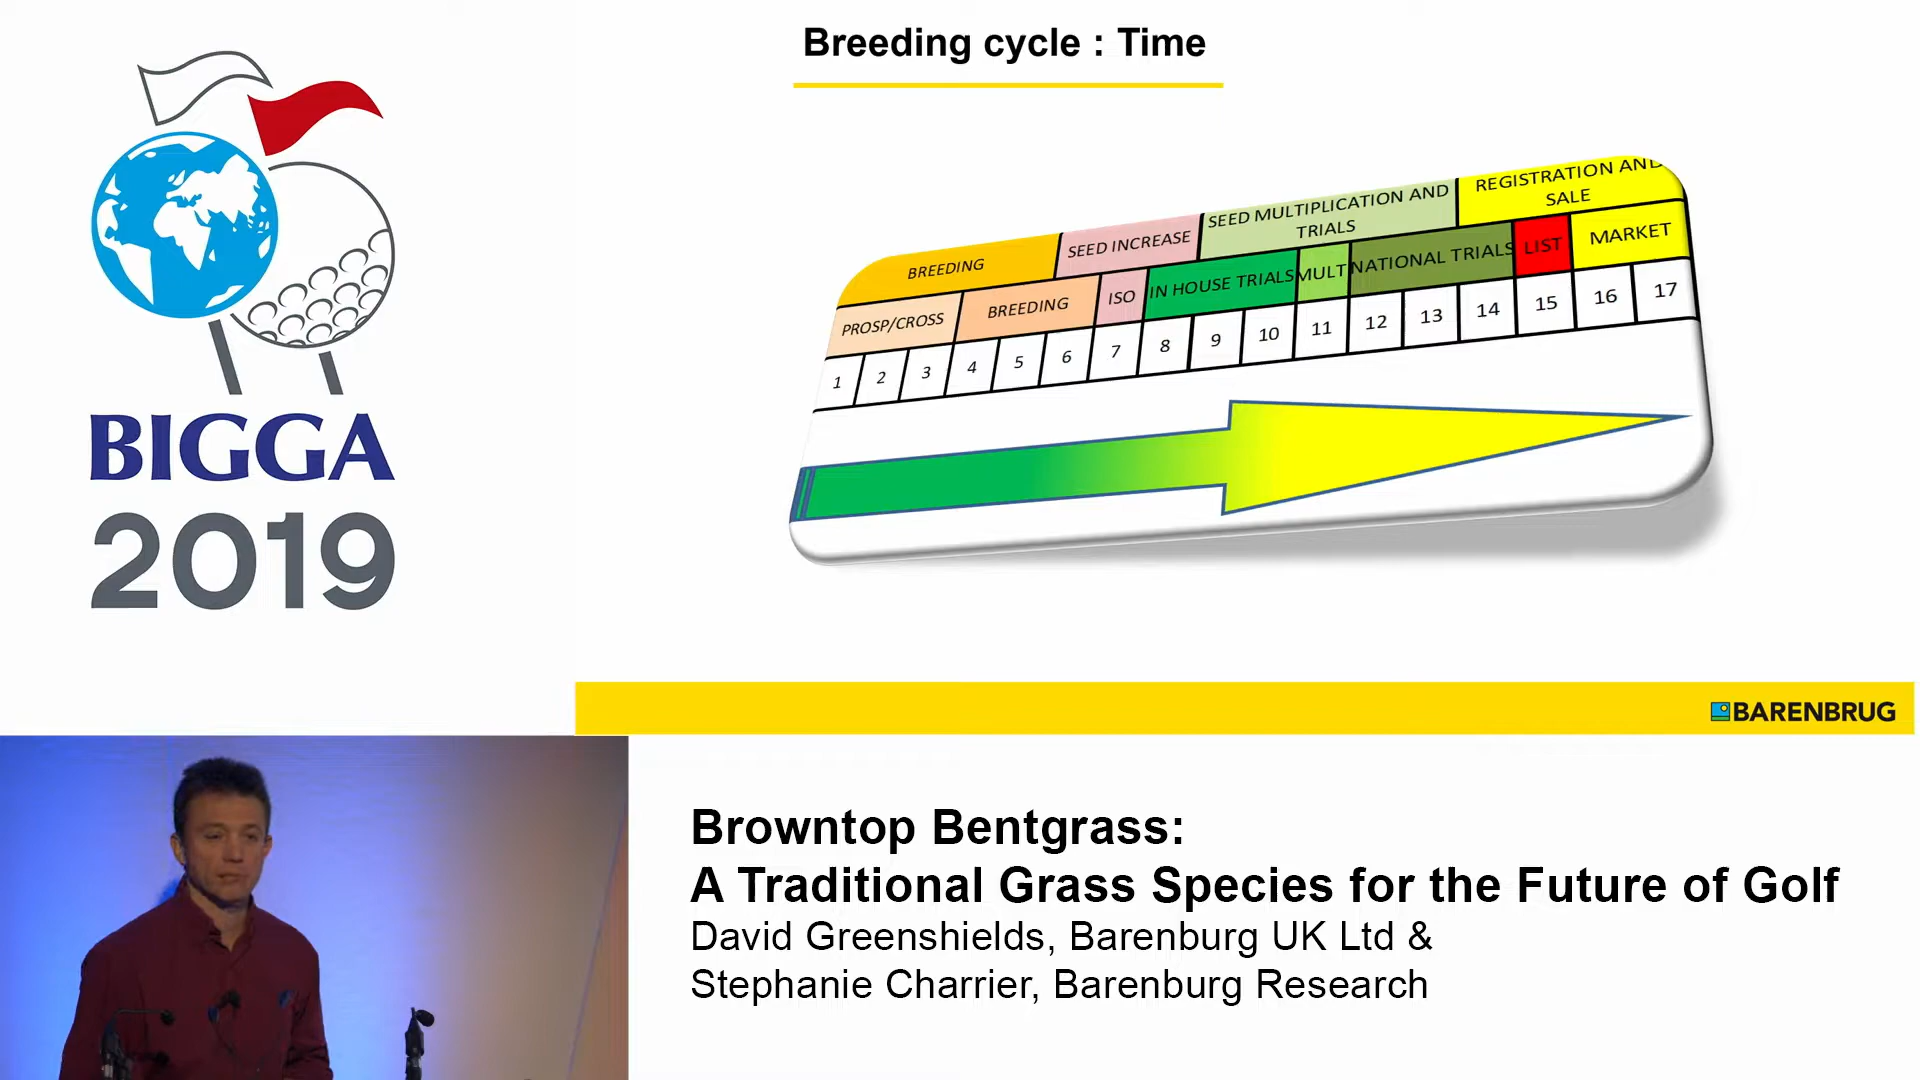 Breeding cycle : Time
BREEDING
SEED INCREASE
SEED MULTIPLICATION AND
TRIALS
REGISTRATION AND
SALE
PROSP/CROSS
BREEDING
ISO
IN HOUSE TRIALS
MULT
NATIONAL TRIALS
LIST
MARKET
1 2 3 4 5 6 7 8 9 10 11 12 13 14 15 16 17
BIGGA
2019
BARENBRUG
Browntop Bentgrass:
A Traditional Grass Species for the Future of Golf
David Greenshields, Barenburg UK Ltd &
Stephanie Charrier, Barenburg Research